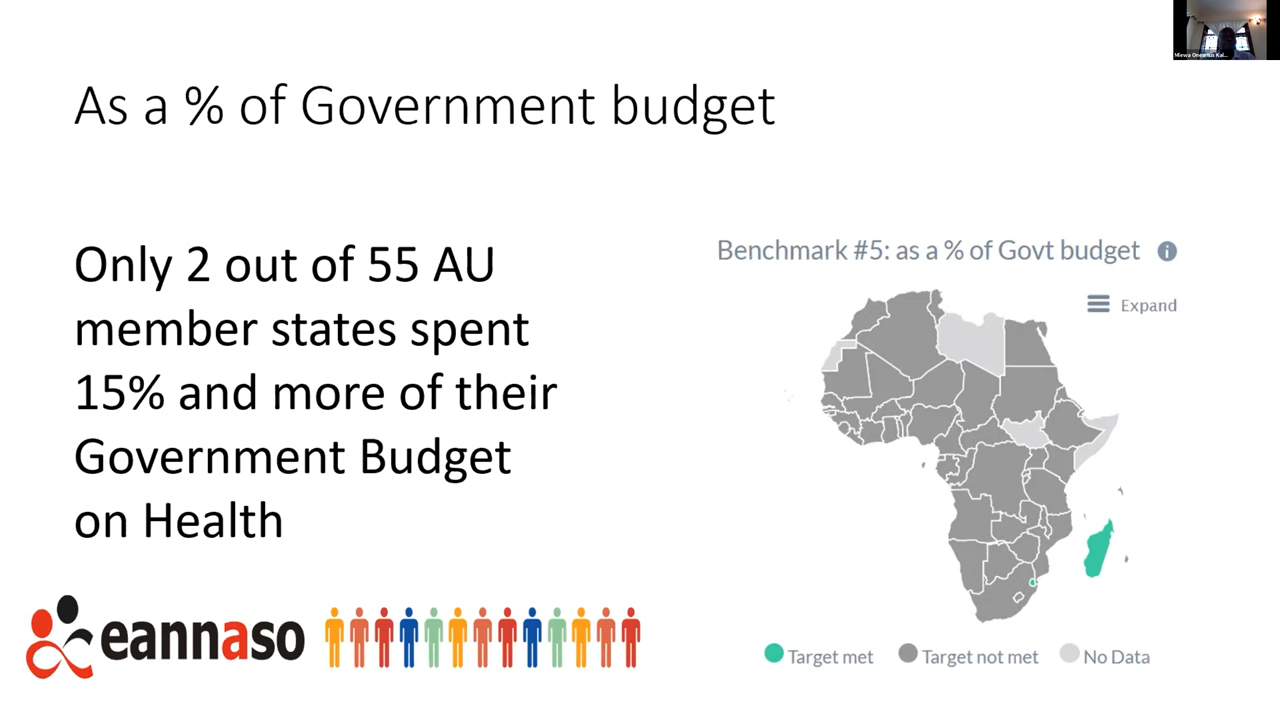 As a % of Government budget
Only 2 out of 55 AU
member states spent
15% and more of their
Government Budget
on Health
Benchmark #5: as a % of Govt budget
Expand
Target met
Target not met
No Data
eannaso